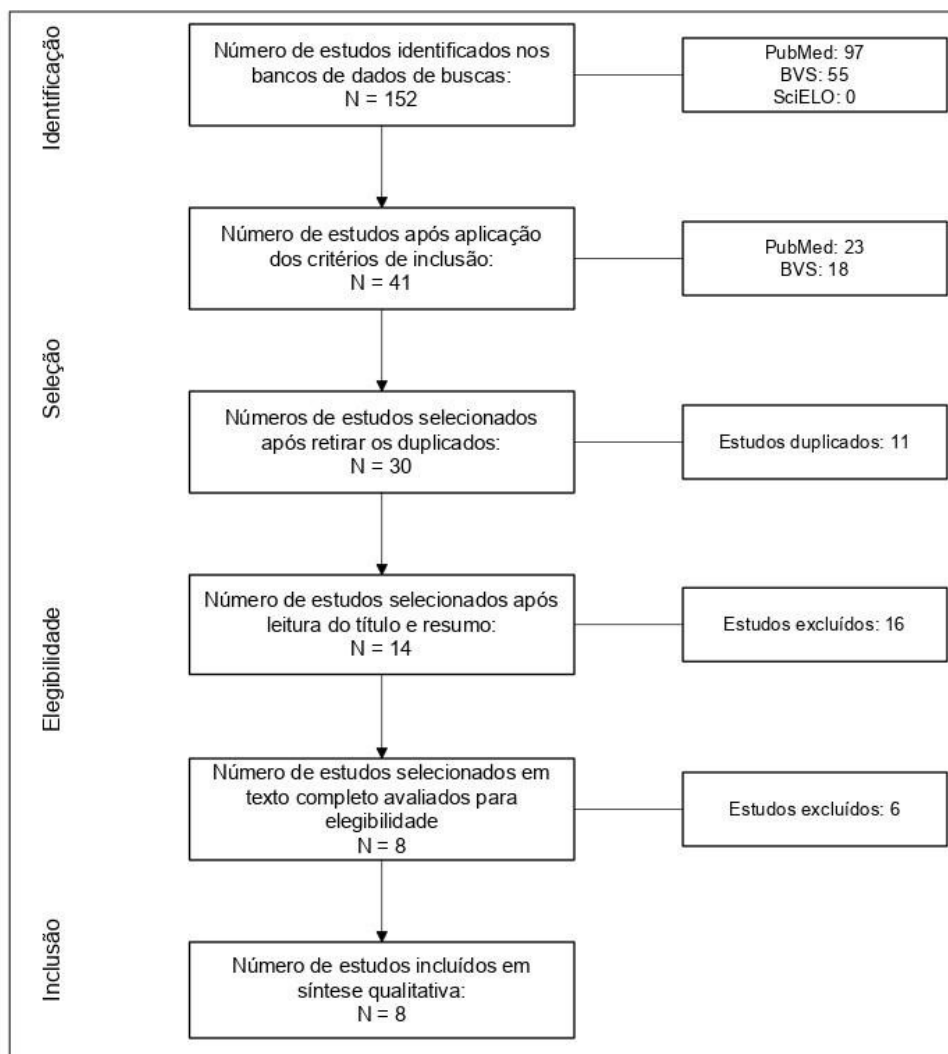 Identificação
Número de estudos identificados nos
bancos de dados de buscas:
N = 152
PubMed: 97
BVS: 55
SciELO: 0
Seleção
Número de estudos após aplicação
dos critérios de inclusão:
N = 41
PubMed: 23
BVS: 18
Números de estudos selecionados
após retirar os duplicados:
N = 30
Estudos duplicados: 11
Elegibilidade
Número de estudos selecionados após
leitura do título e resumo:
N = 14
Estudos excluídos: 16
Número de estudos selecionados em
texto completo avaliados para
elegibilidade
N = 8
Estudos excluídos: 6
Inclusão
Número de estudos incluídos em
síntese qualitativa:
N = 8